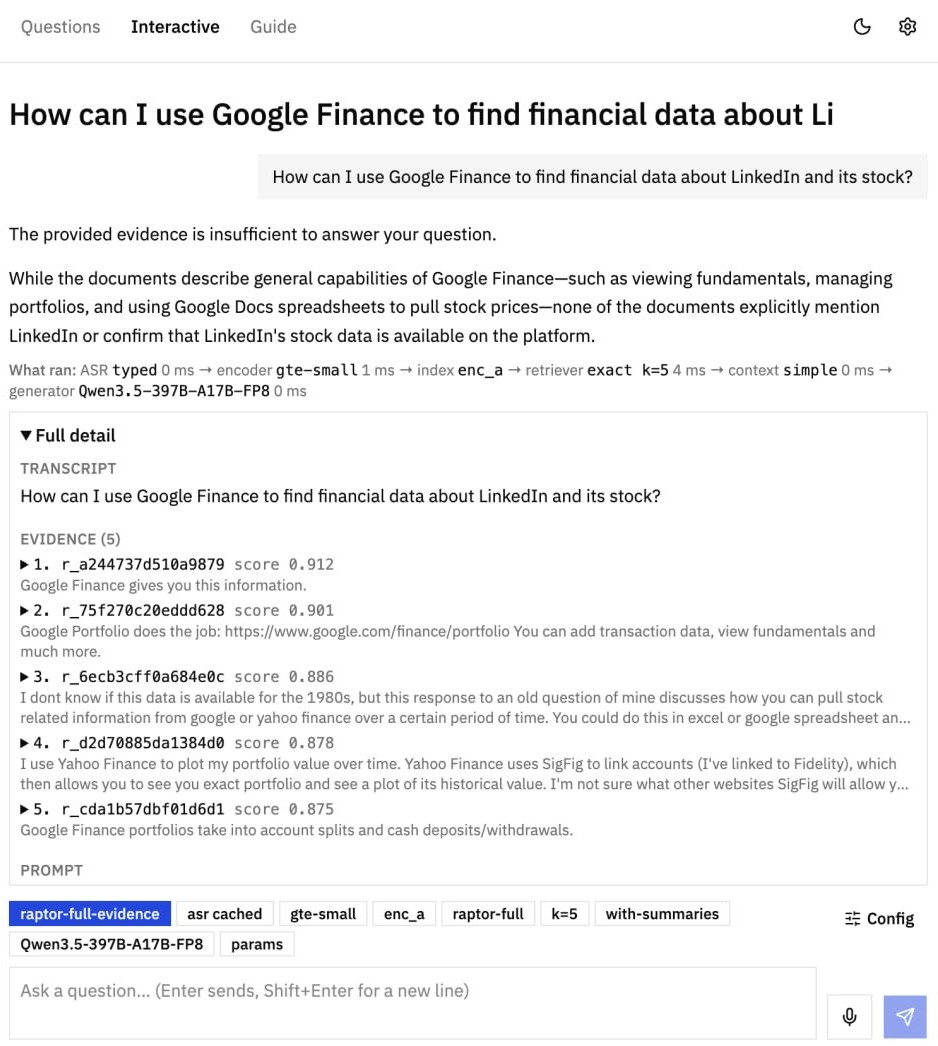 Questions Interactive Guide
How can I use Google Finance to find financial data about Li
How can I use Google Finance to find financial data about LinkedIn and its stock?
The provided evidence is insufficient to answer your question.
While the documents describe general capabilities of Google Finance—such as viewing fundamentals, managing
portfolios, and using Google Docs spreadsheets to pull stock prices—none of the documents explicitly mention
LinkedIn or confirm that LinkedIn's stock data is available on the platform.
What ran: ASR typed 0 ms → encoder gte-small 1 ms → index enc_a → retriever exact k=5 4 ms → context simple 0 ms →
generator Qwen3.5-397B-A17B-FP8 0 ms
▼ Full detail
TRANSCRIPT
How can I use Google Finance to find financial data about LinkedIn and its stock?
EVIDENCE (5)
▶ 1. r_a244737d510a9879 score 0.912
Google Finance gives you this information.
▶ 2. r_75f270c20eddd628 score 0.901
Google Portfolio does the job: https://www.google.com/finance/portfolio You can add transaction data, view fundamentals and
much more.
▶ 3. r_6ecb3cff0a684e0c score 0.886
I dont know if this data is available for the 1980s, but this response to an old question of mine discusses how you can pull stock
related information from google or yahoo finance over a certain period of time. You could do this in excel or google spreadsheet an...
▶ 4. r_d2d70885da1384d0 score 0.878
I use Yahoo Finance to plot my portfolio value over time. Yahoo Finance uses SigFig to link accounts (I've linked to Fidelity), which
then allows you to see you exact portfolio and see a plot of its historical value. I'm not sure what other websites SigFig will allow y...
▶ 5. r_cda1b57dbf01d6d1 score 0.875
Google Finance portfolios take into account splits and cash deposits/withdrawals.
PROMPT
raptor-full-evidence asr cached gte-small enc_a raptor-full k=5 with-summaries Config
Qwen3.5-397B-A17B-FP8 params
Ask a question... (Enter sends, Shift+Enter for a new line)